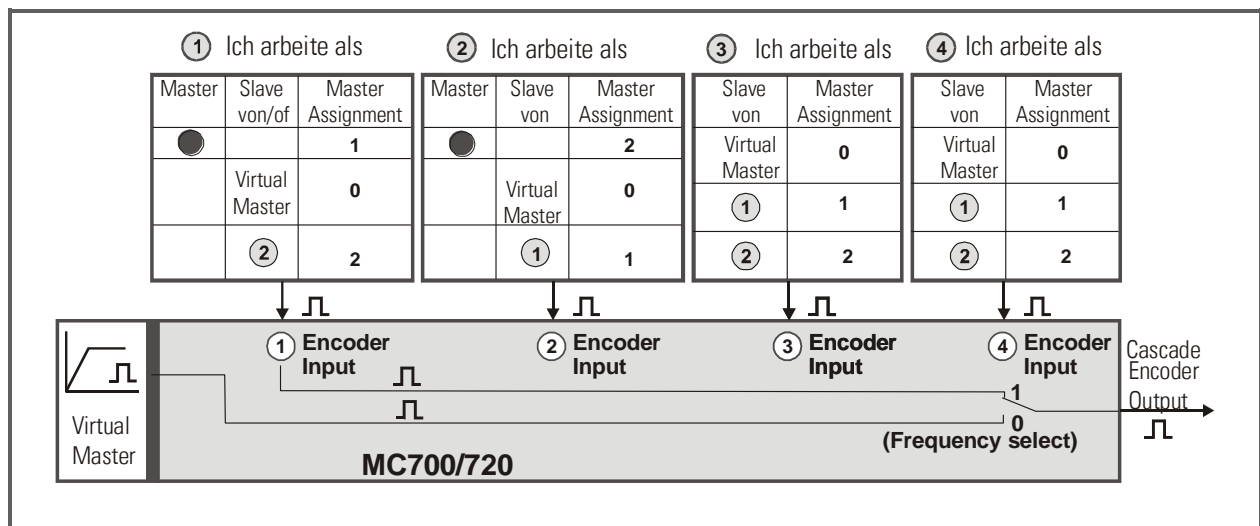 1 Ich arbeite als
Master Slave von/of Master Assignment
1
Virtual Master 0
2 2
2 Ich arbeite als
Master Slave von Master Assignment
2
Virtual Master 0
1 1
3 Ich arbeite als
Slave von Master Assignment
Virtual Master 0
1 1
2 2
4 Ich arbeite als
Slave von Master Assignment
Virtual Master 0
1 1
2 2
Virtual
Master
1 Encoder
Input
2 Encoder
Input
3 Encoder
Input
4 Encoder
Input
1
0
(Frequency select)
MC700/720
Cascade
Encoder
Output